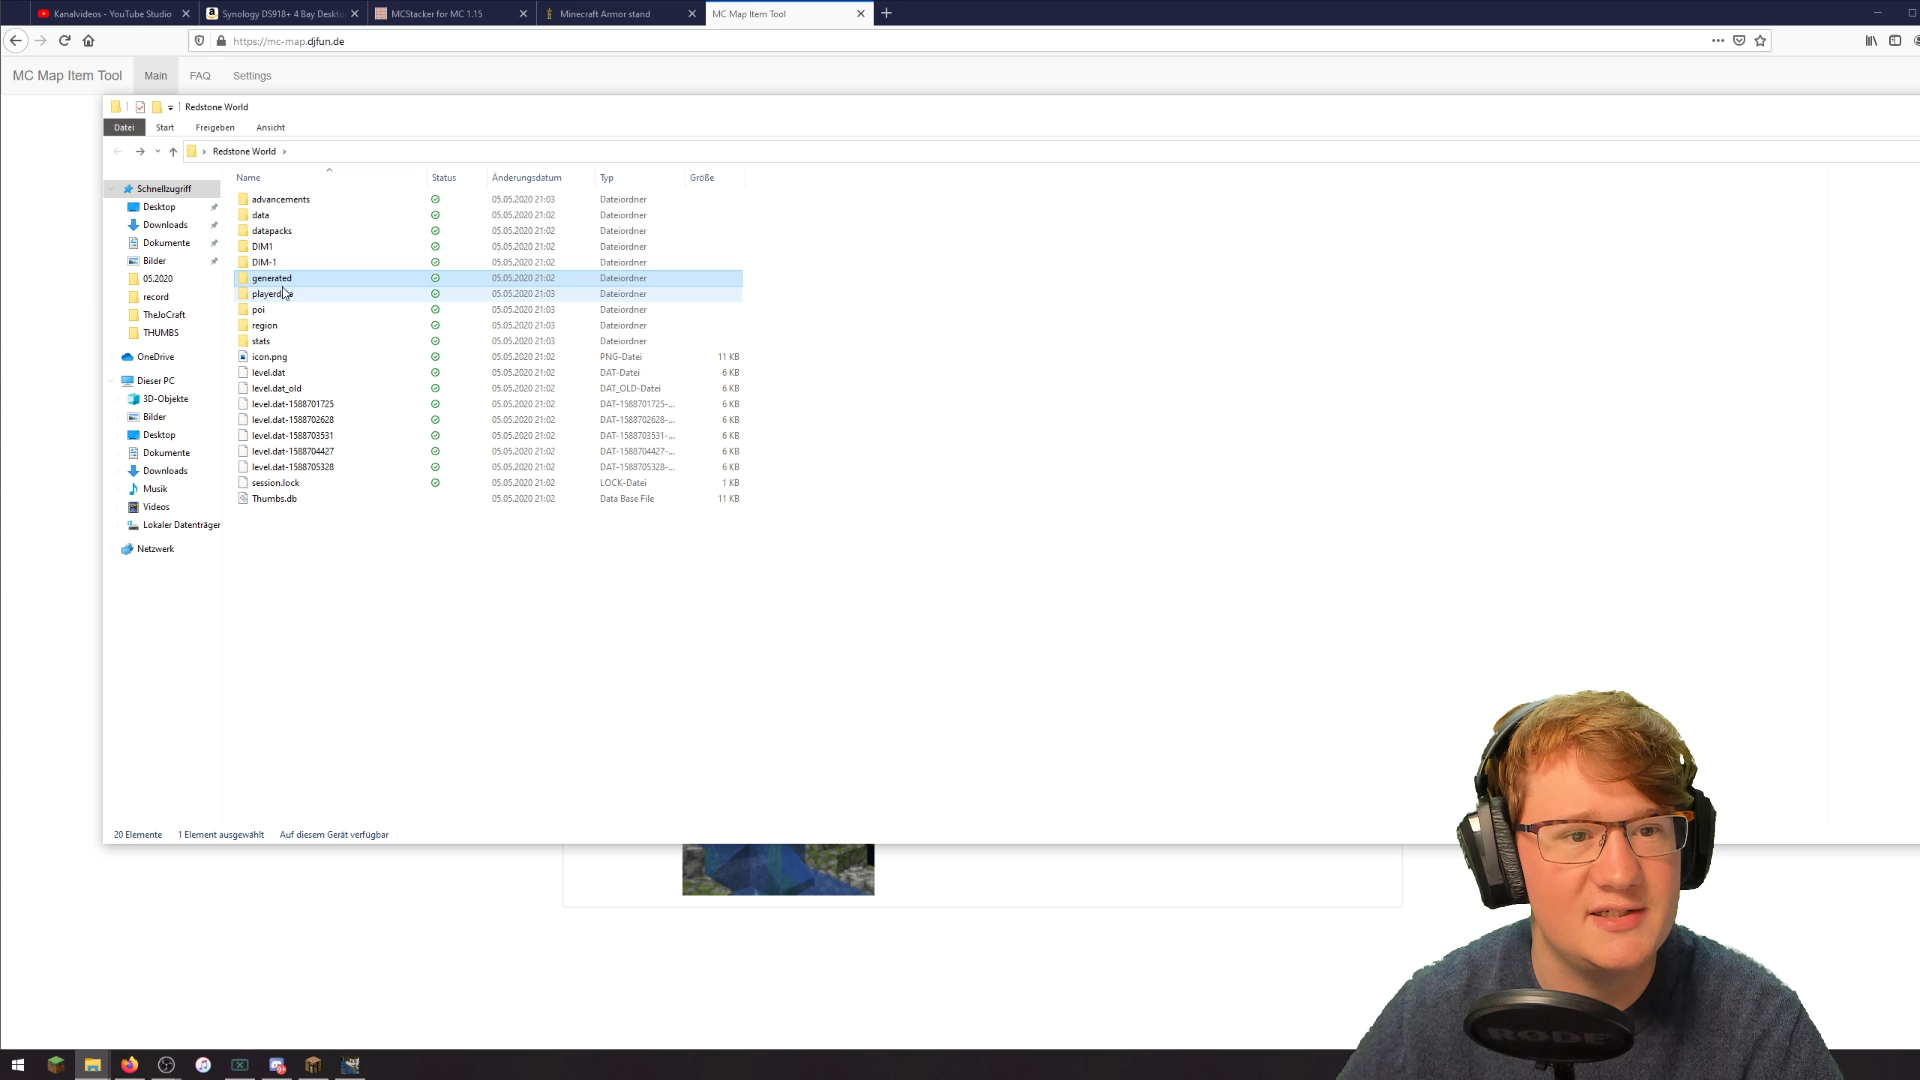 Kanalvideos - YouTube Studio
Synology DS918+ 4 Bay Deskto
MCStacker for MC 1.15
Minecraft Armor stand
MC Map Item Tool
https://mc-map.djfun.de
MC Map Item Tool Main FAQ Settings
Redstone World
Datei Start Freigeben Ansicht
Redstone World
Name Status Änderungsdatum Typ Größe
Schnellzugriff
Desktop
Downloads
Dokumente
Bilder
05.2020
record
TheJoCraft
THUMBS
OneDrive
Dieser PC
3D-Objekte
Bilder
Desktop
Dokumente
Downloads
Musik
Videos
Lokaler Datenträger
Netzwerk
advancements 05.05.2020 21:03 Dateiordner
data 05.05.2020 21:02 Dateiordner
datapacks 05.05.2020 21:02 Dateiordner
DIM1 05.05.2020 21:02 Dateiordner
DIM-1 05.05.2020 21:02 Dateiordner
generated 05.05.2020 21:02 Dateiordner
playerdata 05.05.2020 21:03 Dateiordner
poi 05.05.2020 21:03 Dateiordner
region 05.05.2020 21:03 Dateiordner
stats 05.05.2020 21:03 Dateiordner
icon.png 05.05.2020 21:02 PNG-Datei 11 KB
level.dat 05.05.2020 21:02 DAT-Datei 6 KB
level.dat_old 05.05.2020 21:02 DAT_OLD-Datei 6 KB
level.dat-1588701725 05.05.2020 21:02 DAT-1588701725-... 6 KB
level.dat-1588702628 05.05.2020 21:02 DAT-1588702628-... 6 KB
level.dat-1588703531 05.05.2020 21:02 DAT-1588703531-... 6 KB
level.dat-1588704427 05.05.2020 21:02 DAT-1588704427-... 6 KB
level.dat-1588705328 05.05.2020 21:02 DAT-1588705328-... 6 KB
session.lock 05.05.2020 21:02 LOCK-Datei 1 KB
Thumbs.db 05.05.2020 21:02 Data Base File 11 KB
20 Elemente 1 Element ausgewählt Auf diesem Gerät verfügbar
RODE